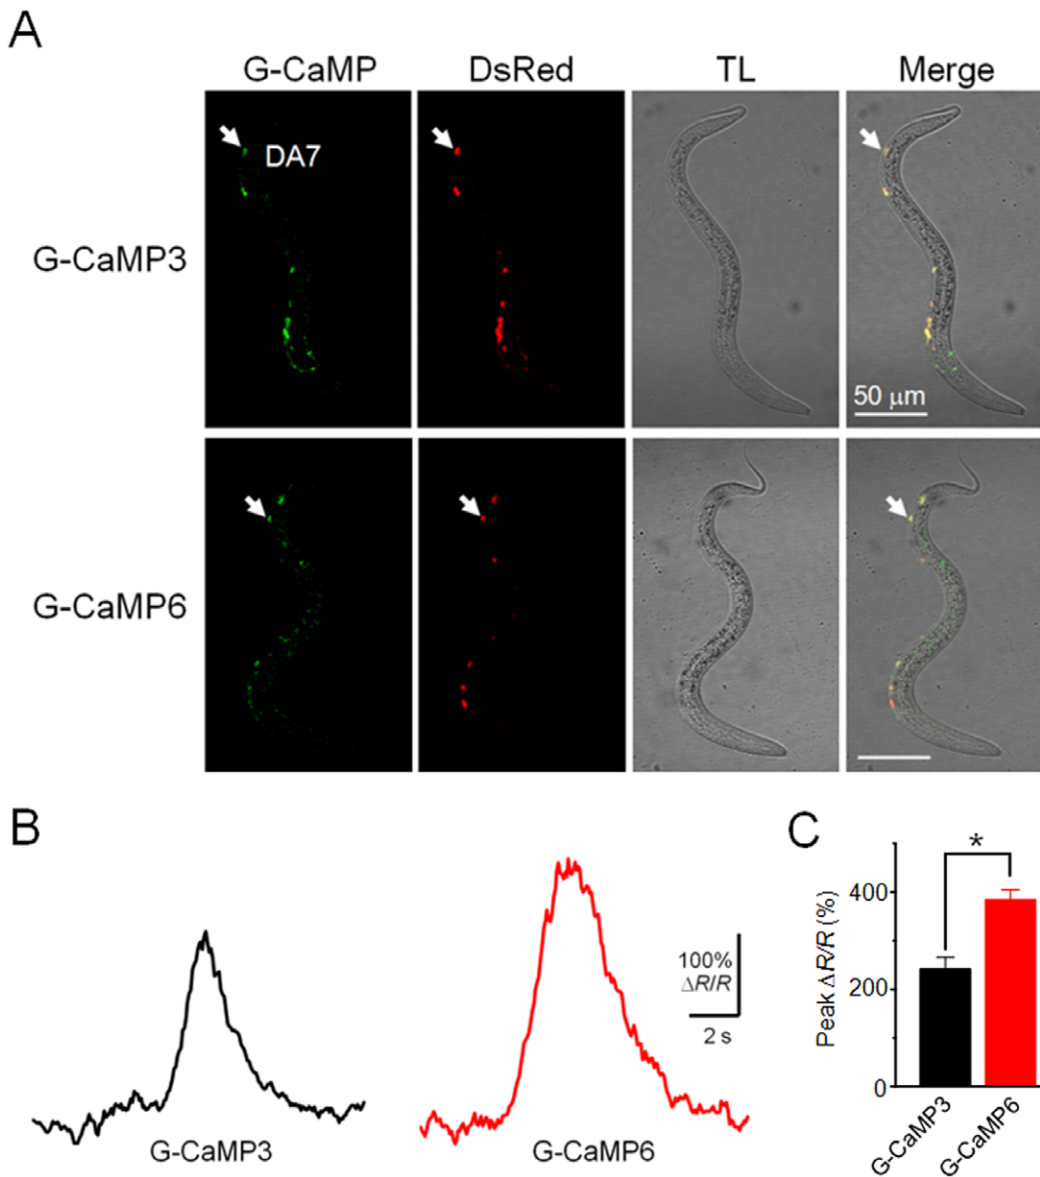 A
G-CaMP DsRed TL Merge
DA7
G-CaMP3
50 μm
G-CaMP6
B
100%
ΔR/R
2 s
G-CaMP3
G-CaMP6
C
*
Peak ΔR/R (%)
400
200
0
G-CaMP3
G-CaMP6